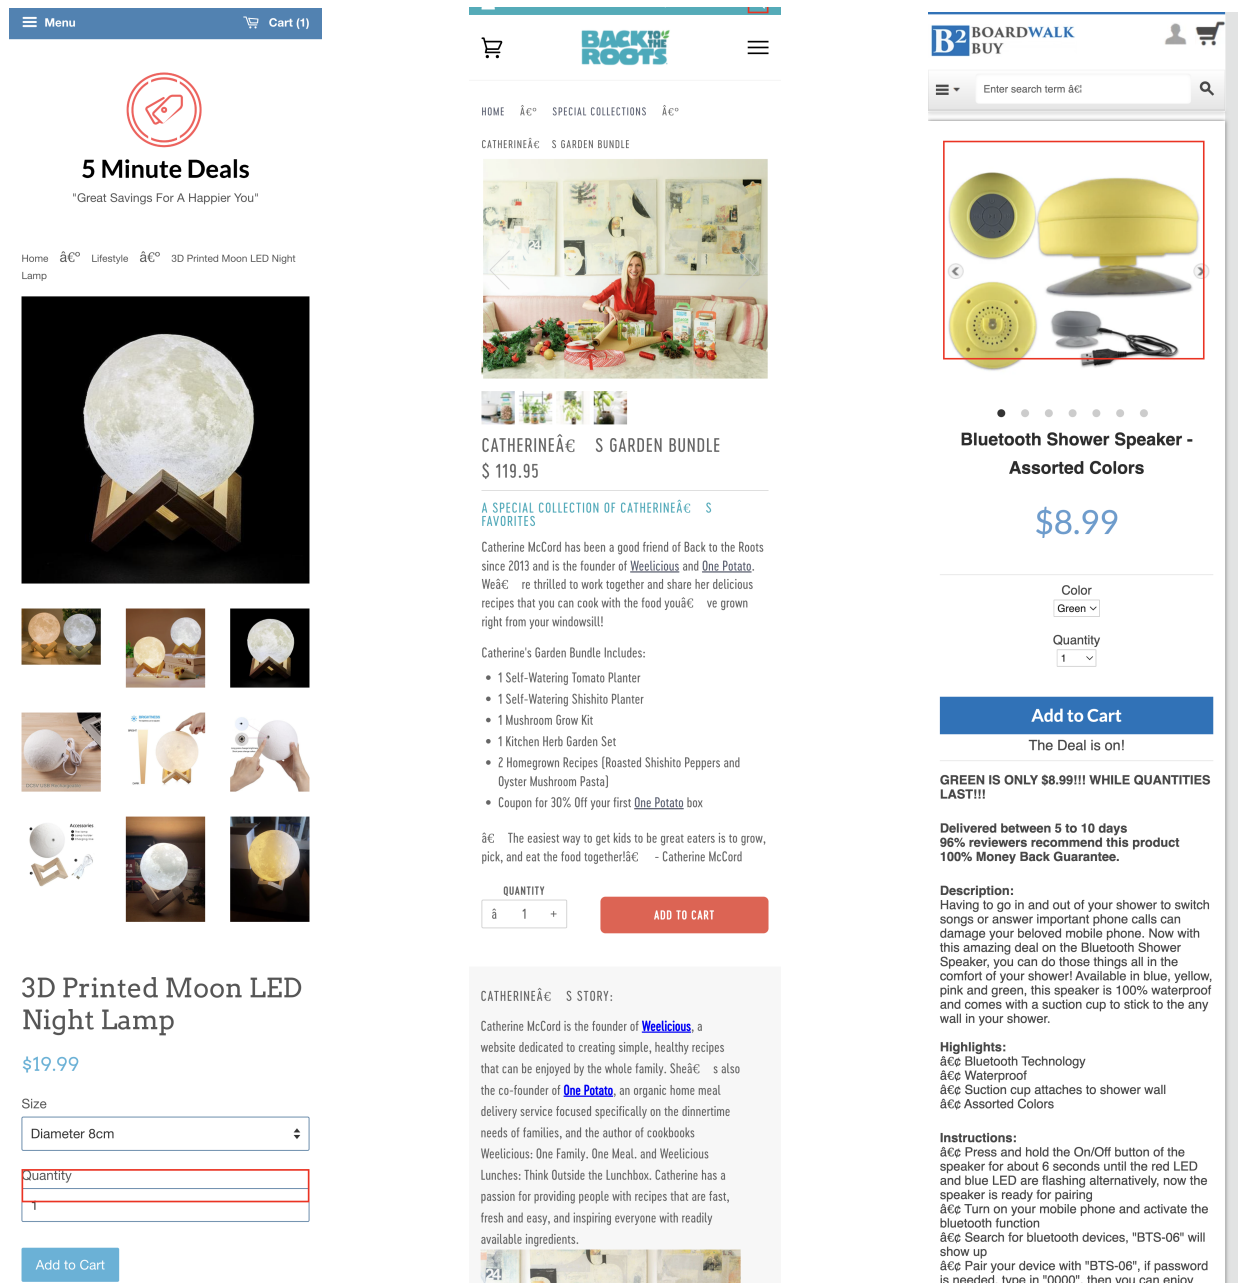 Menu
Cart (1)
5 Minute Deals
"Great Savings For A Happier You"
Home â€º Lifestyle â€º 3D Printed Moon LED Night
Lamp
Accessories
3D Printed Moon LED
Night Lamp
$19.99
Size
Diameter 8cm
Quantity
1
Add to Cart
BACK TO THE ROOTS
HOME â€º SPECIAL COLLECTIONS â€º
CATHERINEÂ€ S GARDEN BUNDLE
24
CATHERINEÂ€ S GARDEN BUNDLE
$ 119.95
A SPECIAL COLLECTION OF CATHERINEÂ€ S
FAVORITES
Catherine McCord has been a good friend of Back to the Roots
since 2013 and is the founder of Weelicious and One Potato.
Weâ€ re thrilled to work together and share her delicious
recipes that you can cook with the food youâ€ ve grown
right from your windowsill!
Catherine's Garden Bundle Includes:
• 1 Self-Watering Tomato Planter
• 1 Self-Watering Shishito Planter
• 1 Mushroom Grow Kit
• 1 Kitchen Herb Garden Set
• 2 Homegrown Recipes (Roasted Shishito Peppers and
Oyster Mushroom Pasta)
• Coupon for 30% Off your first One Potato box
â€ The easiest way to get kids to be great eaters is to grow,
pick, and eat the food together!â€ - Catherine McCord
QUANTITY
â 1 +
ADD TO CART
CATHERINEÂ€ S STORY:
Catherine McCord is the founder of Weelicious, a
website dedicated to creating simple, healthy recipes
that can be enjoyed by the whole family. Sheâ€ s also
the co-founder of One Potato, an organic home meal
delivery service focused specifically on the dinnertime
needs of families, and the author of cookbooks
Weelicious: One Family. One Meal. and Weelicious
Lunches: Think Outside the Lunchbox. Catherine has a
passion for providing people with recipes that are fast,
fresh and easy, and inspiring everyone with readily
available ingredients.
24
B2 BOARDWALK
BUY
Enter search term â€¦
Bluetooth Shower Speaker -
Assorted Colors
$8.99
Color
Green
Quantity
1
Add to Cart
The Deal is on!
GREEN IS ONLY $8.99!!! WHILE QUANTITIES
LAST!!!
Delivered between 5 to 10 days
96% reviewers recommend this product
100% Money Back Guarantee.
Description:
Having to go in and out of your shower to switch
songs or answer important phone calls can
damage your beloved mobile phone. Now with
this amazing deal on the Bluetooth Shower
Speaker, you can do those things all in the
comfort of your shower! Available in blue, yellow,
pink and green, this speaker is 100% waterproof
and comes with a suction cup to stick to the any
wall in your shower.
Highlights:
â€¢ Bluetooth Technology
â€¢ Waterproof
â€¢ Suction cup attaches to shower wall
â€¢ Assorted Colors
Instructions:
â€¢ Press and hold the On/Off button of the
speaker for about 6 seconds until the red LED
and blue LED are flashing alternatively, now the
speaker is ready for pairing
â€¢ Turn on your mobile phone and activate the
bluetooth function
â€¢ Search for bluetooth devices, "BTS-06" will
show up
â€¢ Pair your device with "BTS-06", if password
is needed, type in "0000", then you can enjoy